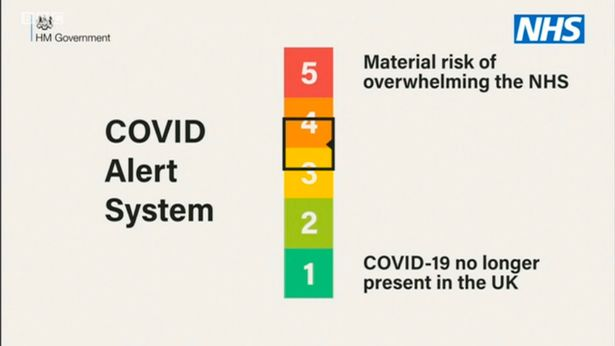 BBC
HM Government
NHS
COVID
Alert
System
5
4
3
2
1
Material risk of
overwhelming the NHS
COVID-19 no longer
present in the UK